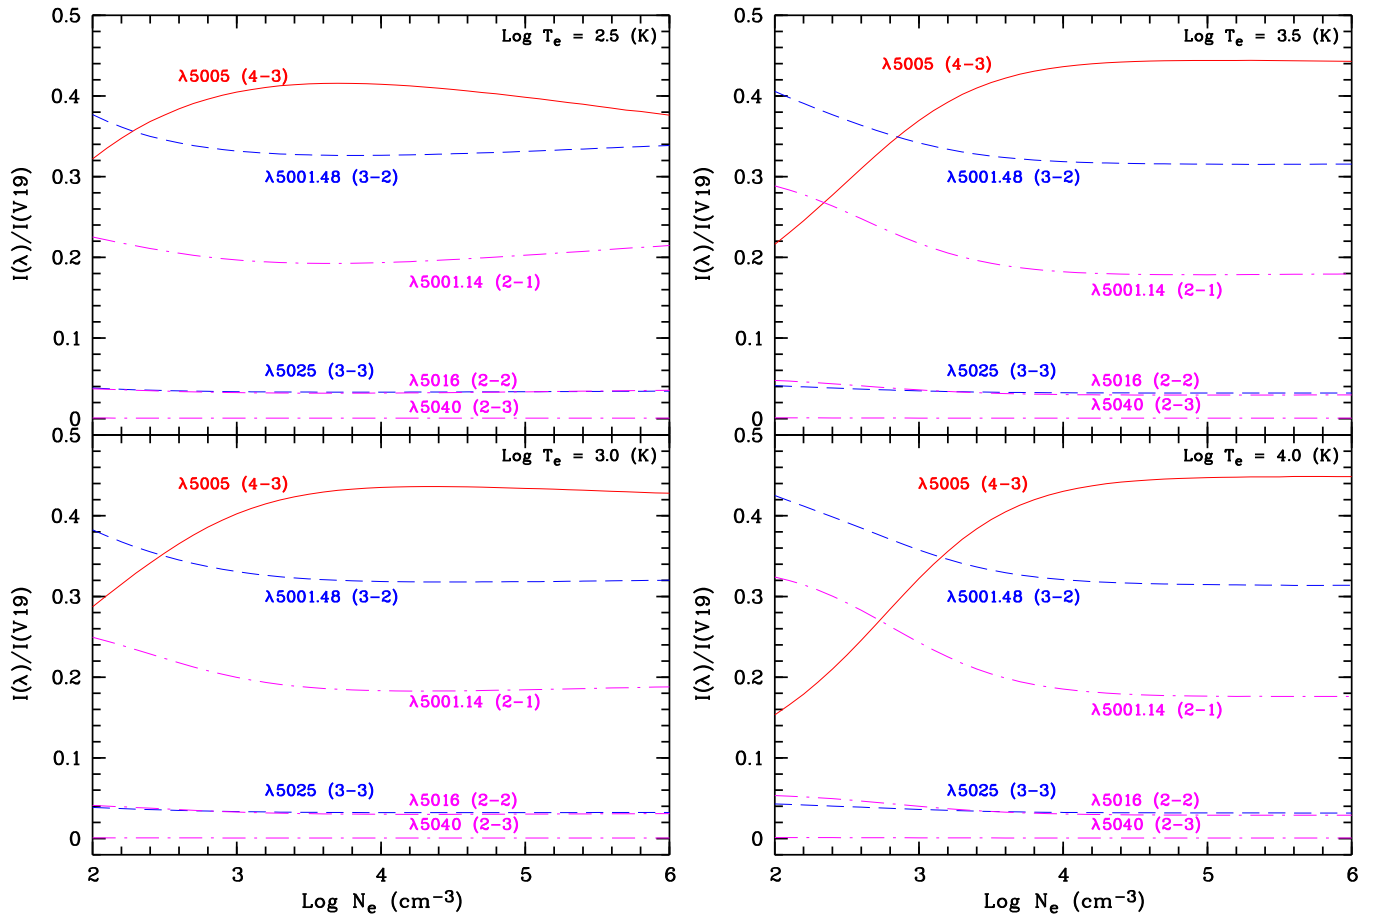 0.5
Log Te = 2.5 (K)
λ5005 (4−3)
0.4
λ5001.48 (3−2)
0.3
I(λ)/I(V19)
0.2
λ5001.14 (2−1)
0.1
λ5025 (3−3)
λ5016 (2−2)
λ5040 (2−3)
0
0.5
Log Te = 3.5 (K)
λ5005 (4−3)
0.4
λ5001.48 (3−2)
0.3
I(λ)/I(V19)
0.2
λ5001.14 (2−1)
0.1
λ5025 (3−3)
λ5016 (2−2)
λ5040 (2−3)
0
0.5
Log Te = 3.0 (K)
λ5005 (4−3)
0.4
λ5001.48 (3−2)
0.3
I(λ)/I(V19)
0.2
λ5001.14 (2−1)
0.1
λ5025 (3−3)
λ5016 (2−2)
λ5040 (2−3)
0
2 3 4 5 6
Log Ne (cm−3)
0.5
Log Te = 4.0 (K)
λ5005 (4−3)
0.4
λ5001.48 (3−2)
0.3
I(λ)/I(V19)
0.2
λ5001.14 (2−1)
0.1
λ5025 (3−3)
λ5016 (2−2)
λ5040 (2−3)
0
2 3 4 5 6
Log Ne (cm−3)